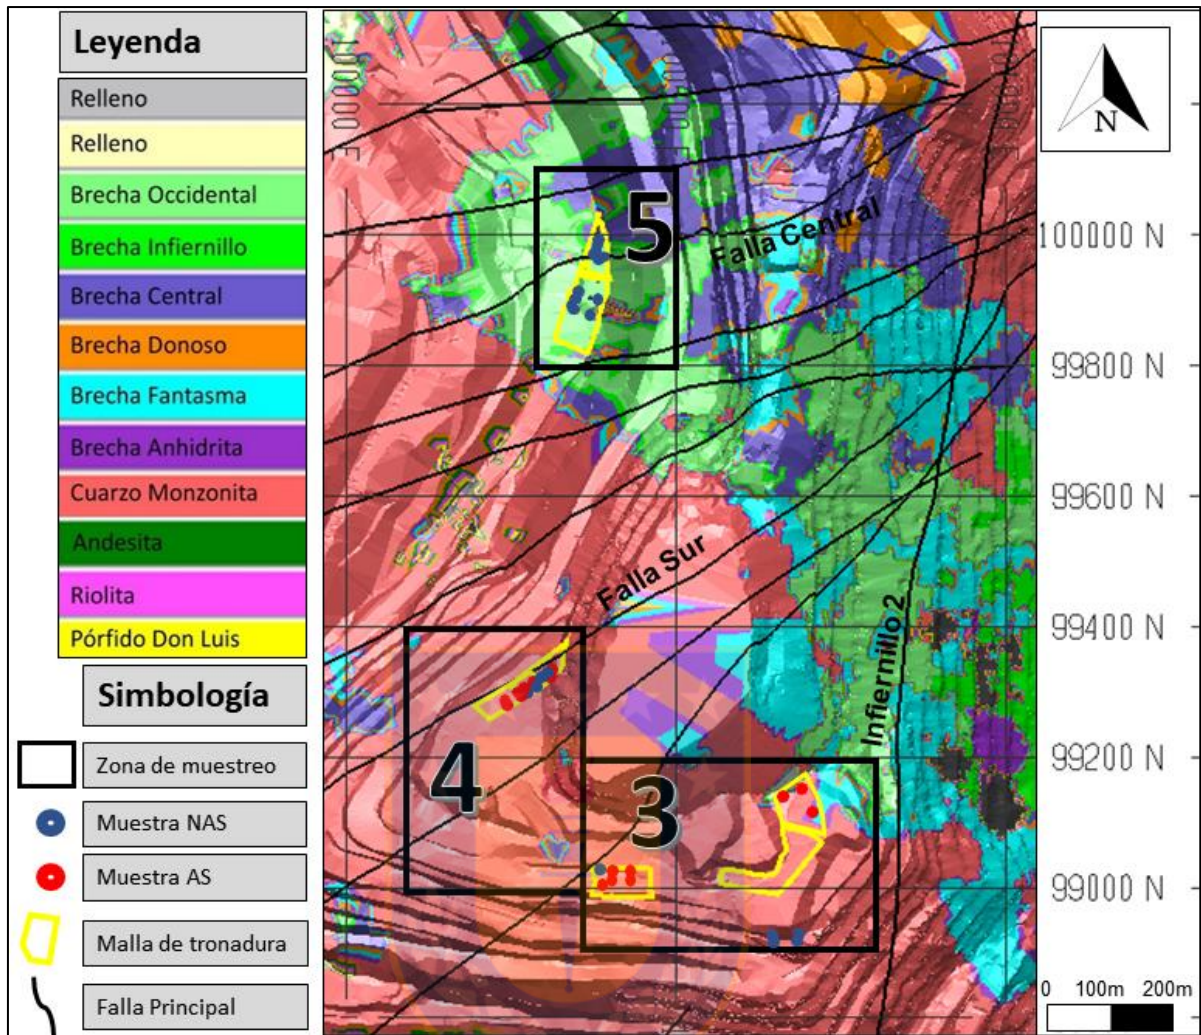 Leyenda
Relleno
Relleno
Brecha Occidental
Brecha Infiernillo
Brecha Central
Brecha Donoso
Brecha Fantasma
Brecha Anhidrita
Cuarzo Monzonita
Andesita
Riolita
Pórfido Don Luis
Simbología
Zona de muestreo
Muestra NAS
Muestra AS
Malla de tronadura
Falla Principal
N
5
Falla Central
100000 N
99800 N
99600 N
Falla Sur
99400 N
Infiernillo2
99200 N
4
3
99000 N
0 100m 200m